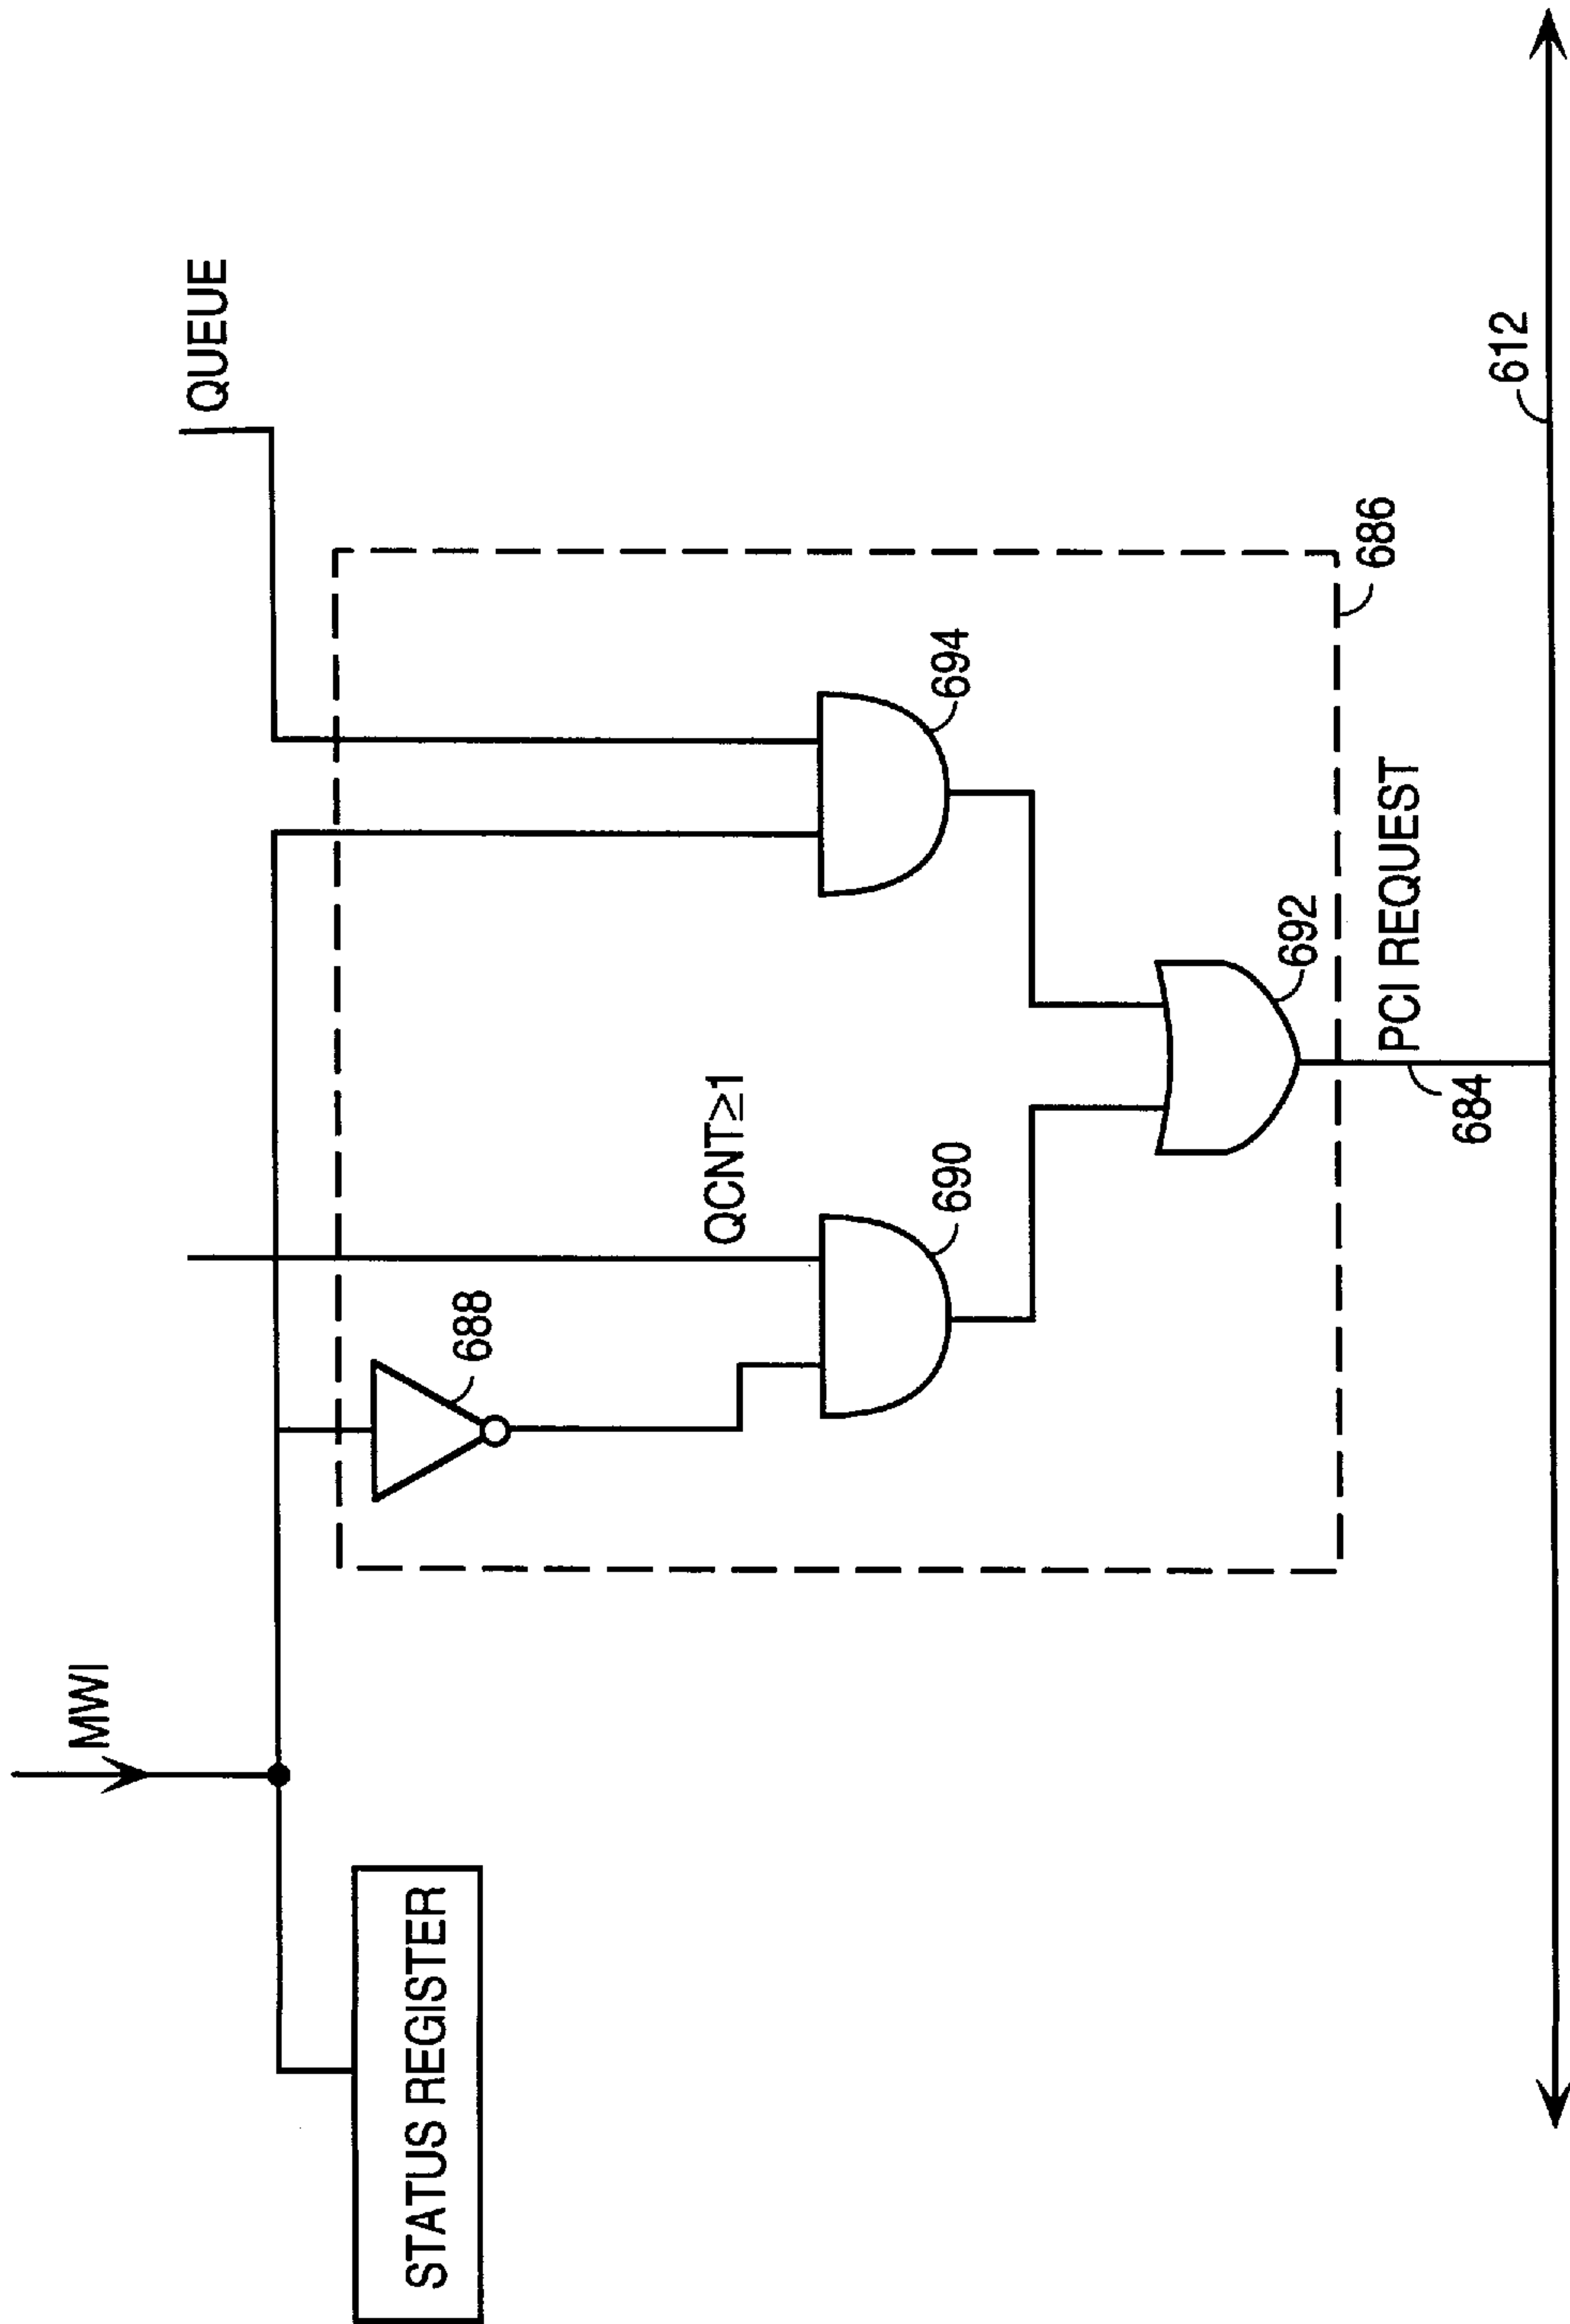 MWI
QUEUE
STATUS REGISTER
688
QCNT≥1
690
694
692
686
PCI REQUEST
684
612